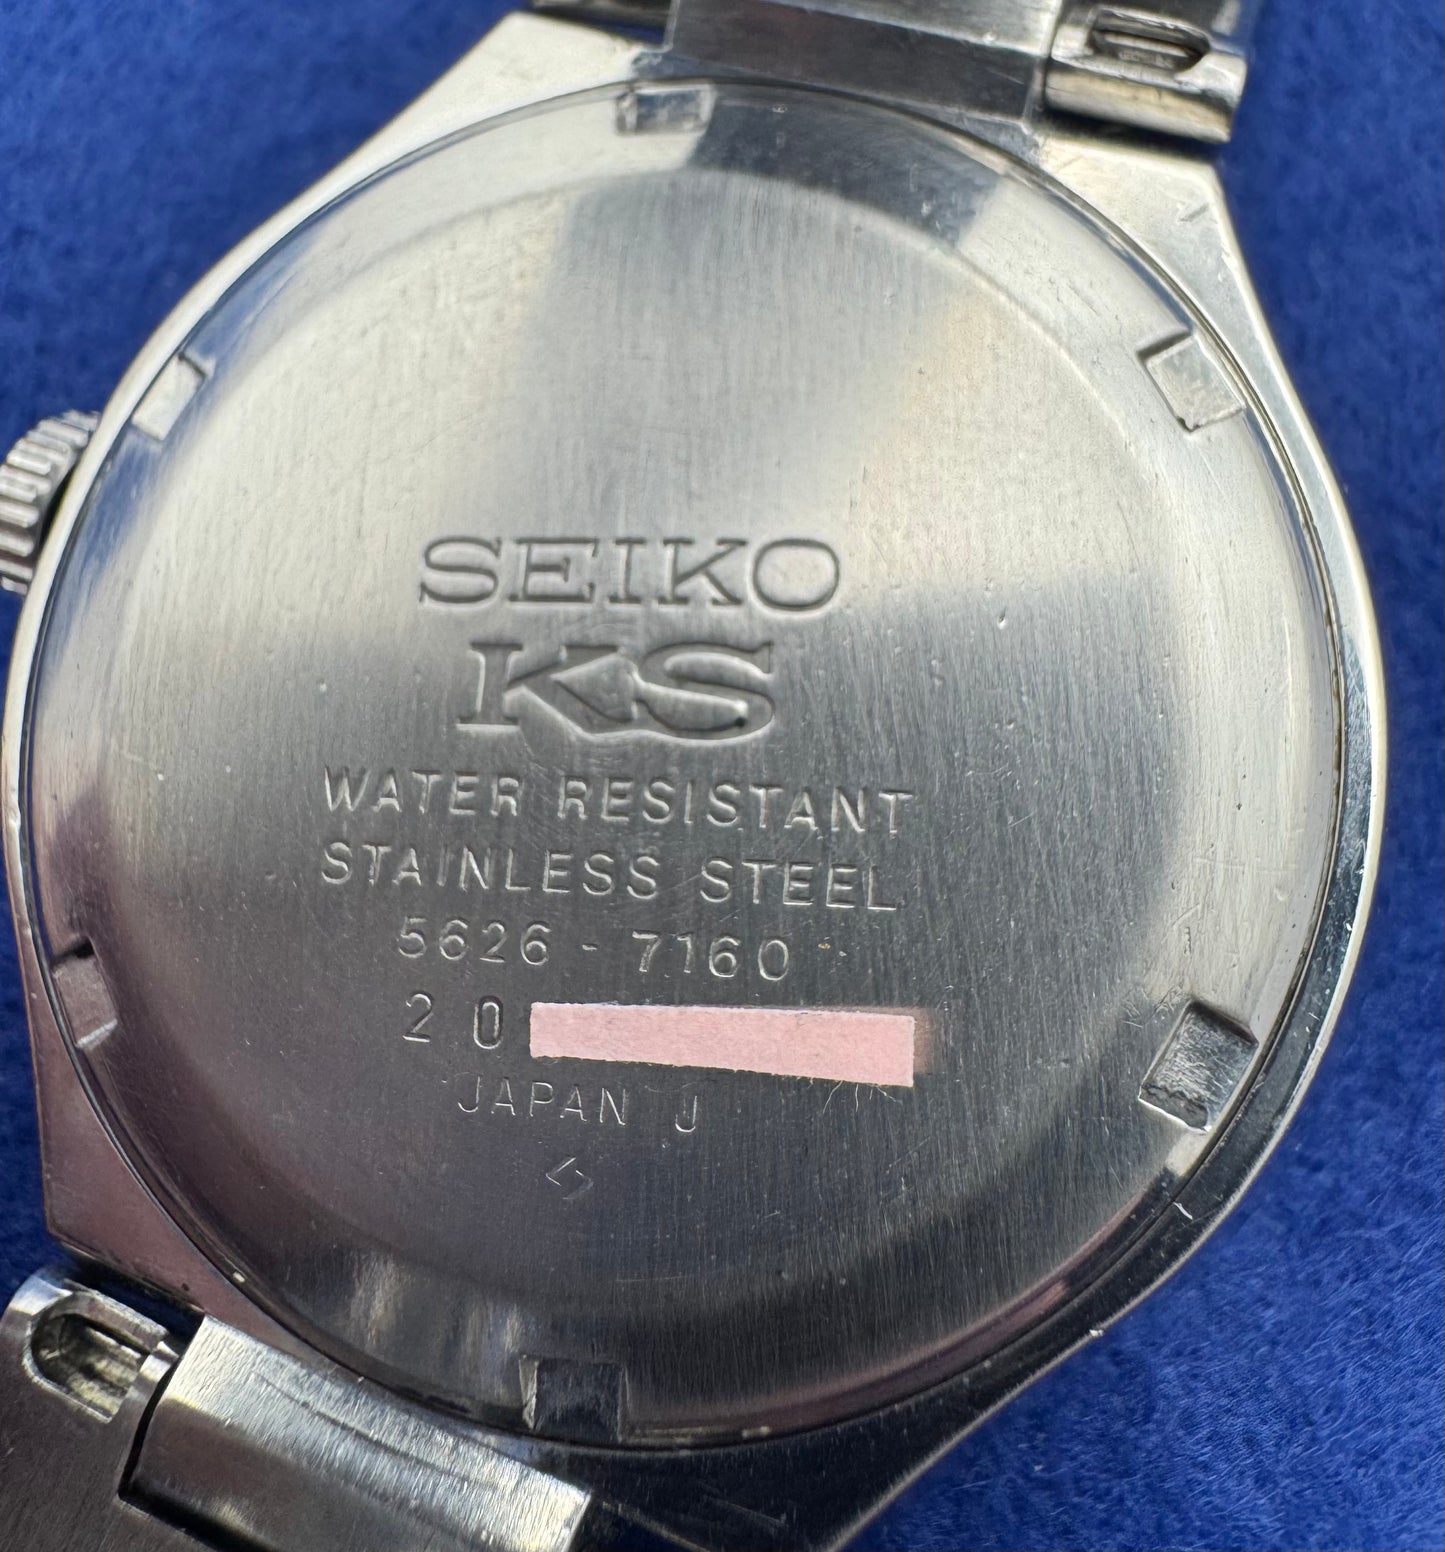 SEIKO
KS
WATER RESISTANT
STAINLESS STEEL
5626-7160
20
JAPAN J